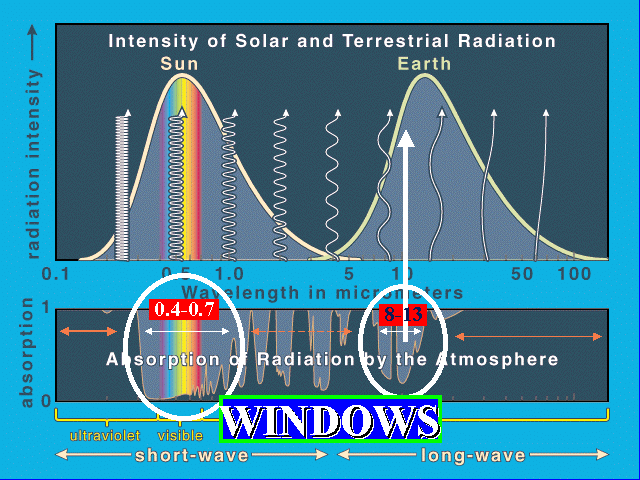 Intensity of Solar and Terrestrial Radiation
Sun
Earth
radiation intensity
0.1
0.5
1.0
5
10
50
100
Wavelength in micrometers
absorption
1
0
0.4-0.7
8-13
Absorption of Radiation by the Atmosphere
WINDOWS
ultraviolet
visible
short-wave
long-wave